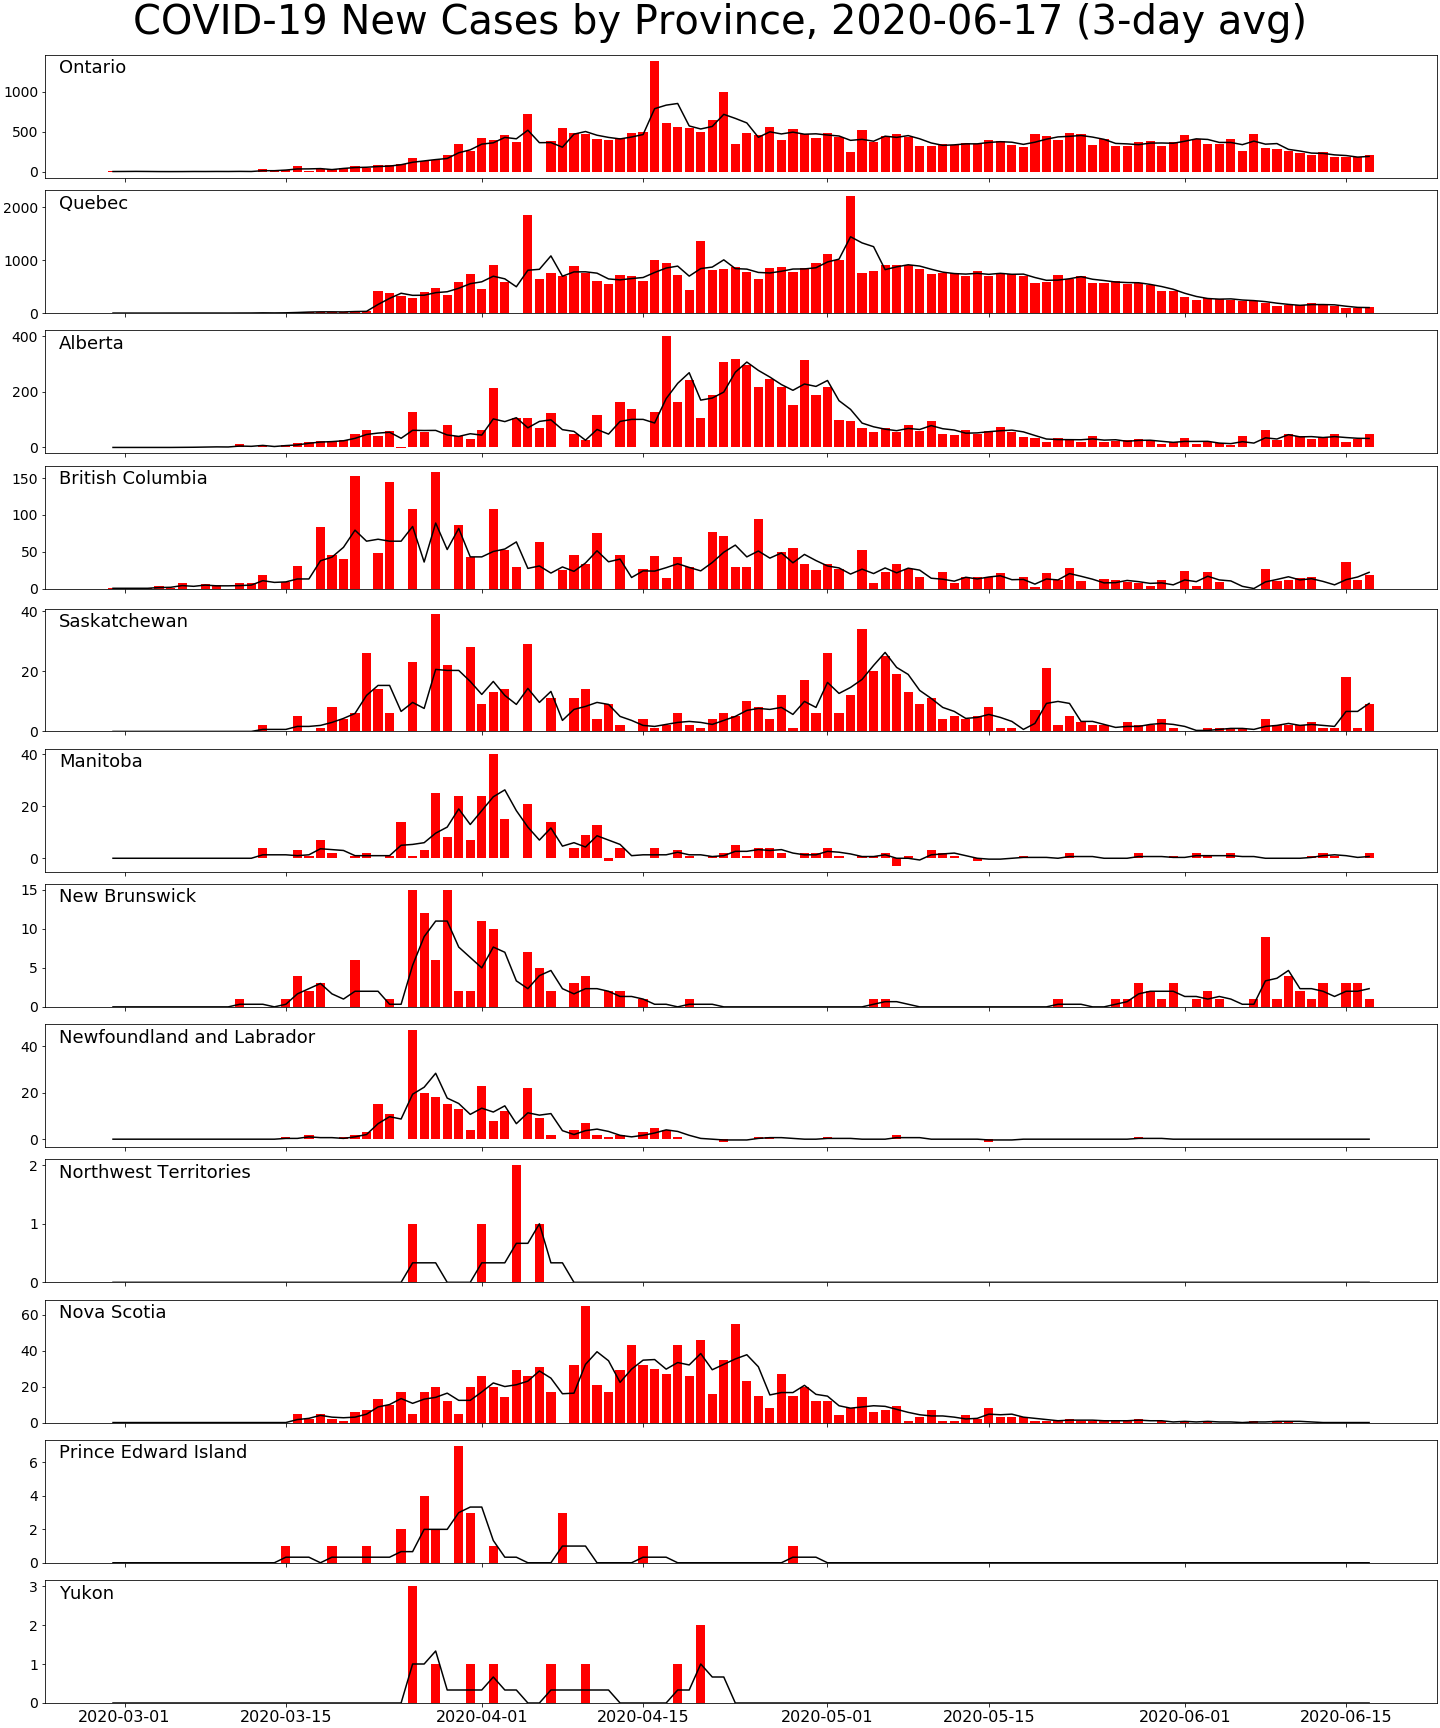 COVID-19 New Cases by Province, 2020-06-17 (3-day avg)
Ontario
1000
500
0
Quebec
2000
1000
0
Alberta
400
200
0
British Columbia
150
100
50
0
Saskatchewan
40
20
0
Manitoba
40
20
0
New Brunswick
15
10
5
0
Newfoundland and Labrador
40
20
0
Northwest Territories
2
1
0
Nova Scotia
60
40
20
0
Prince Edward Island
6
4
2
0
Yukon
3
2
1
0
2020-03-01 2020-03-15 2020-04-01 2020-04-15 2020-05-01 2020-05-15 2020-06-01 2020-06-15